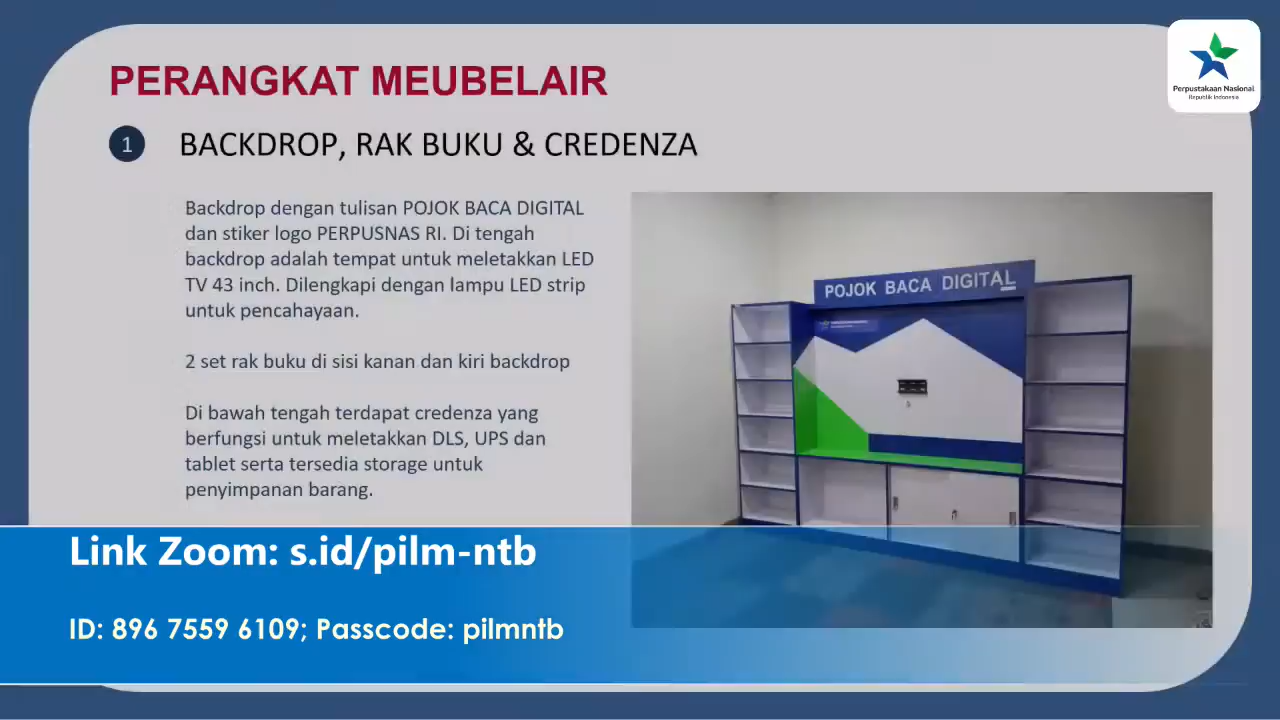 PERANGKAT MEUBELAIR
Perpustakaan Nasional
Republik Indonesia
1 BACKDROP, RAK BUKU & CREDENZA
Backdrop dengan tulisan POJOK BACA DIGITAL
dan stiker logo PERPUSNAS RI. Di tengah
backdrop adalah tempat untuk meletakkan LED
TV 43 inch. Dilengkapi dengan lampu LED strip
untuk pencahayaan.
2 set rak buku di sisi kanan dan kiri backdrop
Di bawah tengah terdapat credenza yang
berfungsi untuk meletakkan DLS, UPS dan
tablet serta tersedia storage untuk
penyimpanan barang.
POJOK BACA DIGITAL
Link Zoom: s.id/pilm-ntb
ID: 896 7559 6109; Passcode: pilmntb